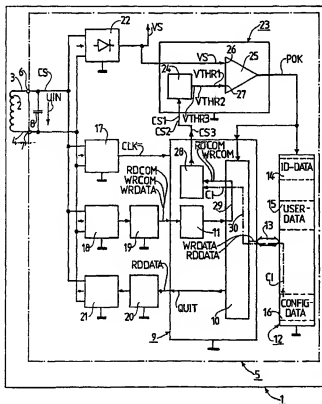 22
VS
23
24
26
25
VS
POK
VTHR1
VTHR2
VTHR3
27
CS1
CS2
CS3
3
6
CS
UIN
2
8
4
7
17
CLK
28
RDCOM
WRCOM
CI
29
30
RDCOM
WRCOM
WRDATA
18
19
11
WRDATA
RDDATA
13
14
ID-DATA
15
USER-
DATA
CI
CONFIG-
DATA
16
12
RDDATA
QUIT
21
20
9
10
5
1